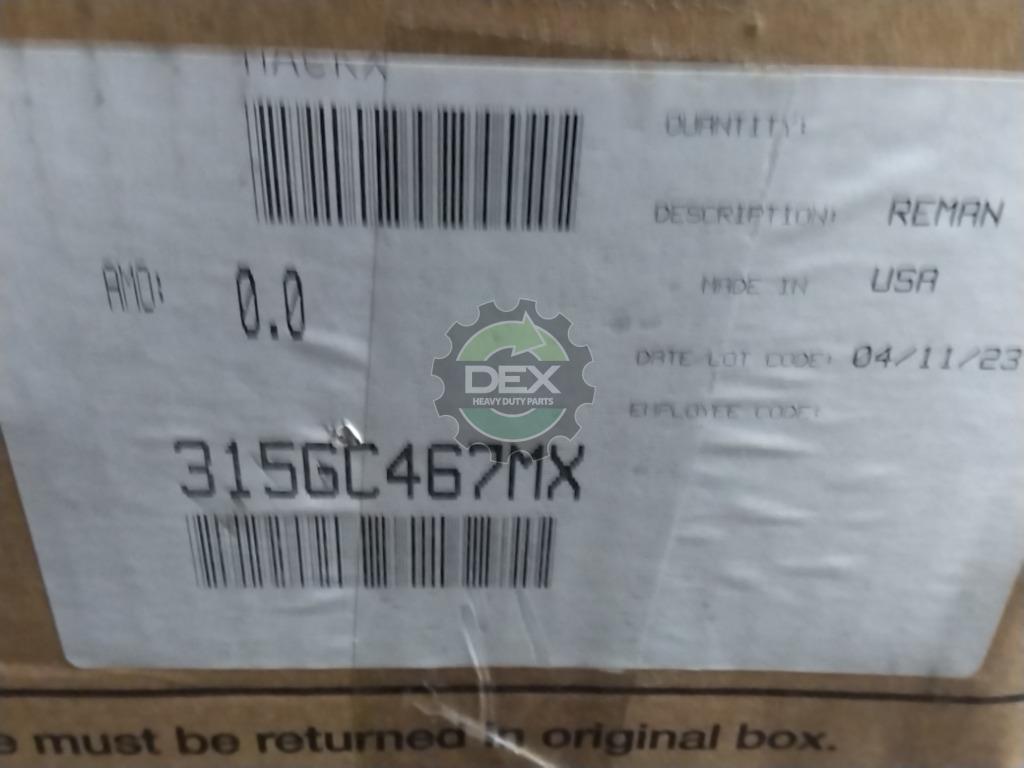 MACKX
QUANTITY:
DESCRIPTION: REMAN
AMO: 0.0
MADE IN USA
DATE/LOT CODE: 04/11/23
EMPLOYEE CODE:
DEX
HEAVY DUTY PARTS
315GC467MX
must be returned in original box.